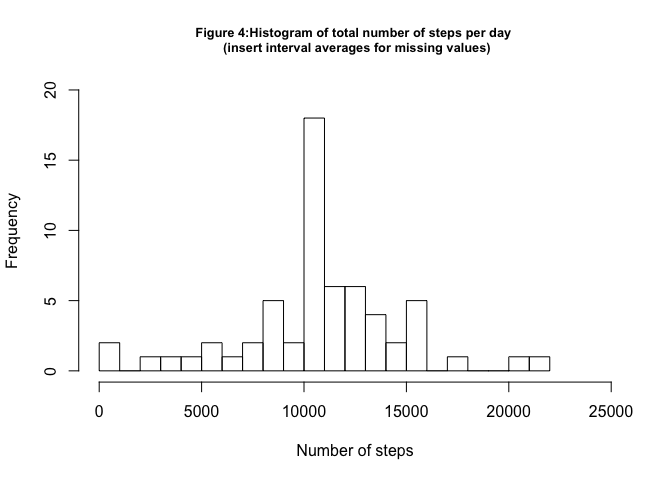 Figure 4:Histogram of total number of steps per day
(insert interval averages for missing values)
20
15
10
5
0
Frequency
0 5000 10000 15000 20000 25000
Number of steps